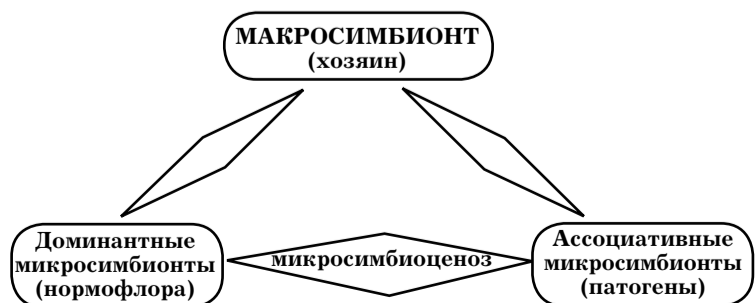 МАКРОСИМБИОНТ
(хозяин)
Доминантные
микросимбионты
(нормофлора)
микросимбиоценоз
Ассоциативные
микросимбионты
(патогены)